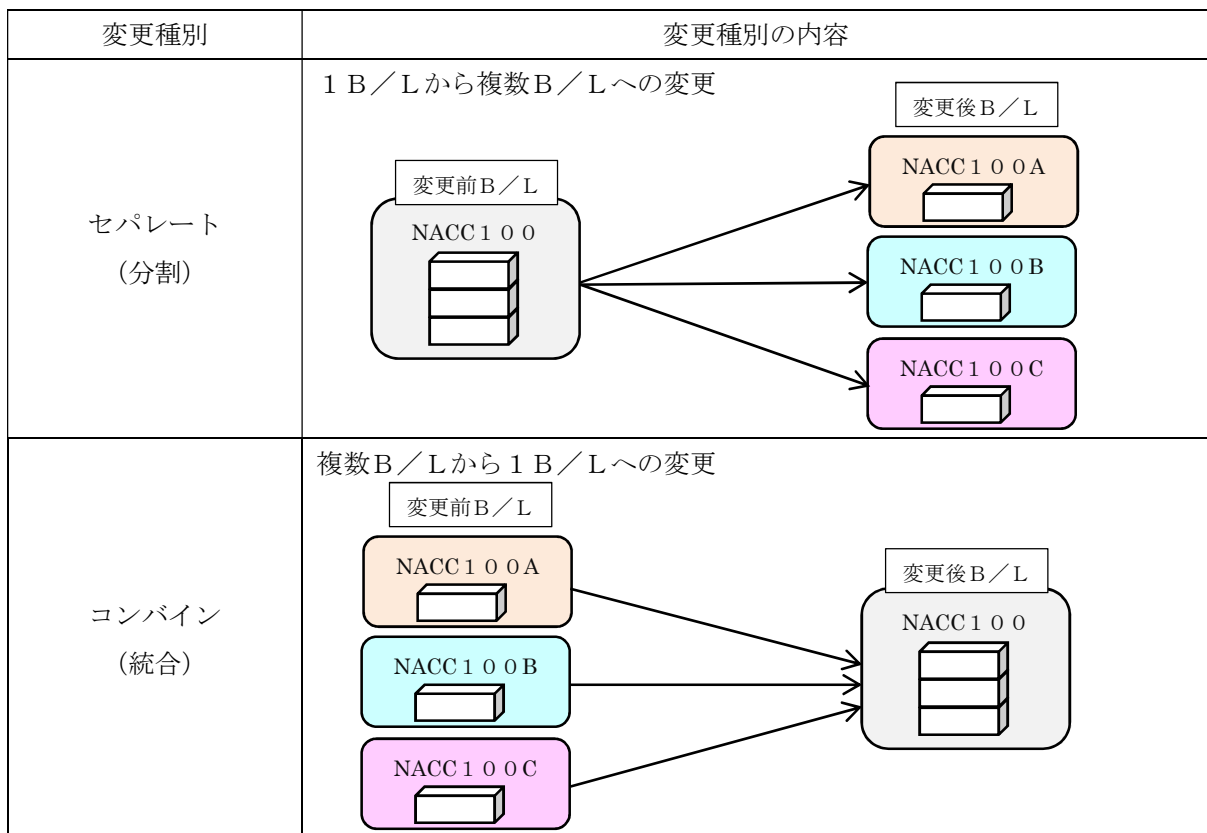 変更種別
変更種別の内容
セパレート
（分割）
１Ｂ／Ｌから複数Ｂ／Ｌへの変更
変更前Ｂ／Ｌ
NACC１００
変更後Ｂ／Ｌ
NACC１００A
NACC１００B
NACC１００C
コンバイン
（統合）
複数Ｂ／Ｌから１Ｂ／Ｌへの変更
変更前Ｂ／Ｌ
NACC１００A
NACC１００B
NACC１００C
変更後Ｂ／Ｌ
NACC１００